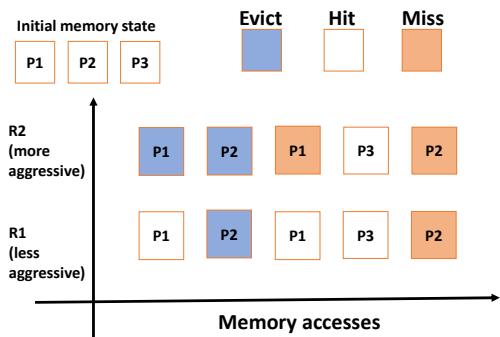 Initial memory state
Evict Hit Miss
P1 P2 P3
R2
(more
aggressive)
P1 P2 P1 P3 P2
R1
(less
aggressive)
P1 P2 P1 P3 P2
Memory accesses